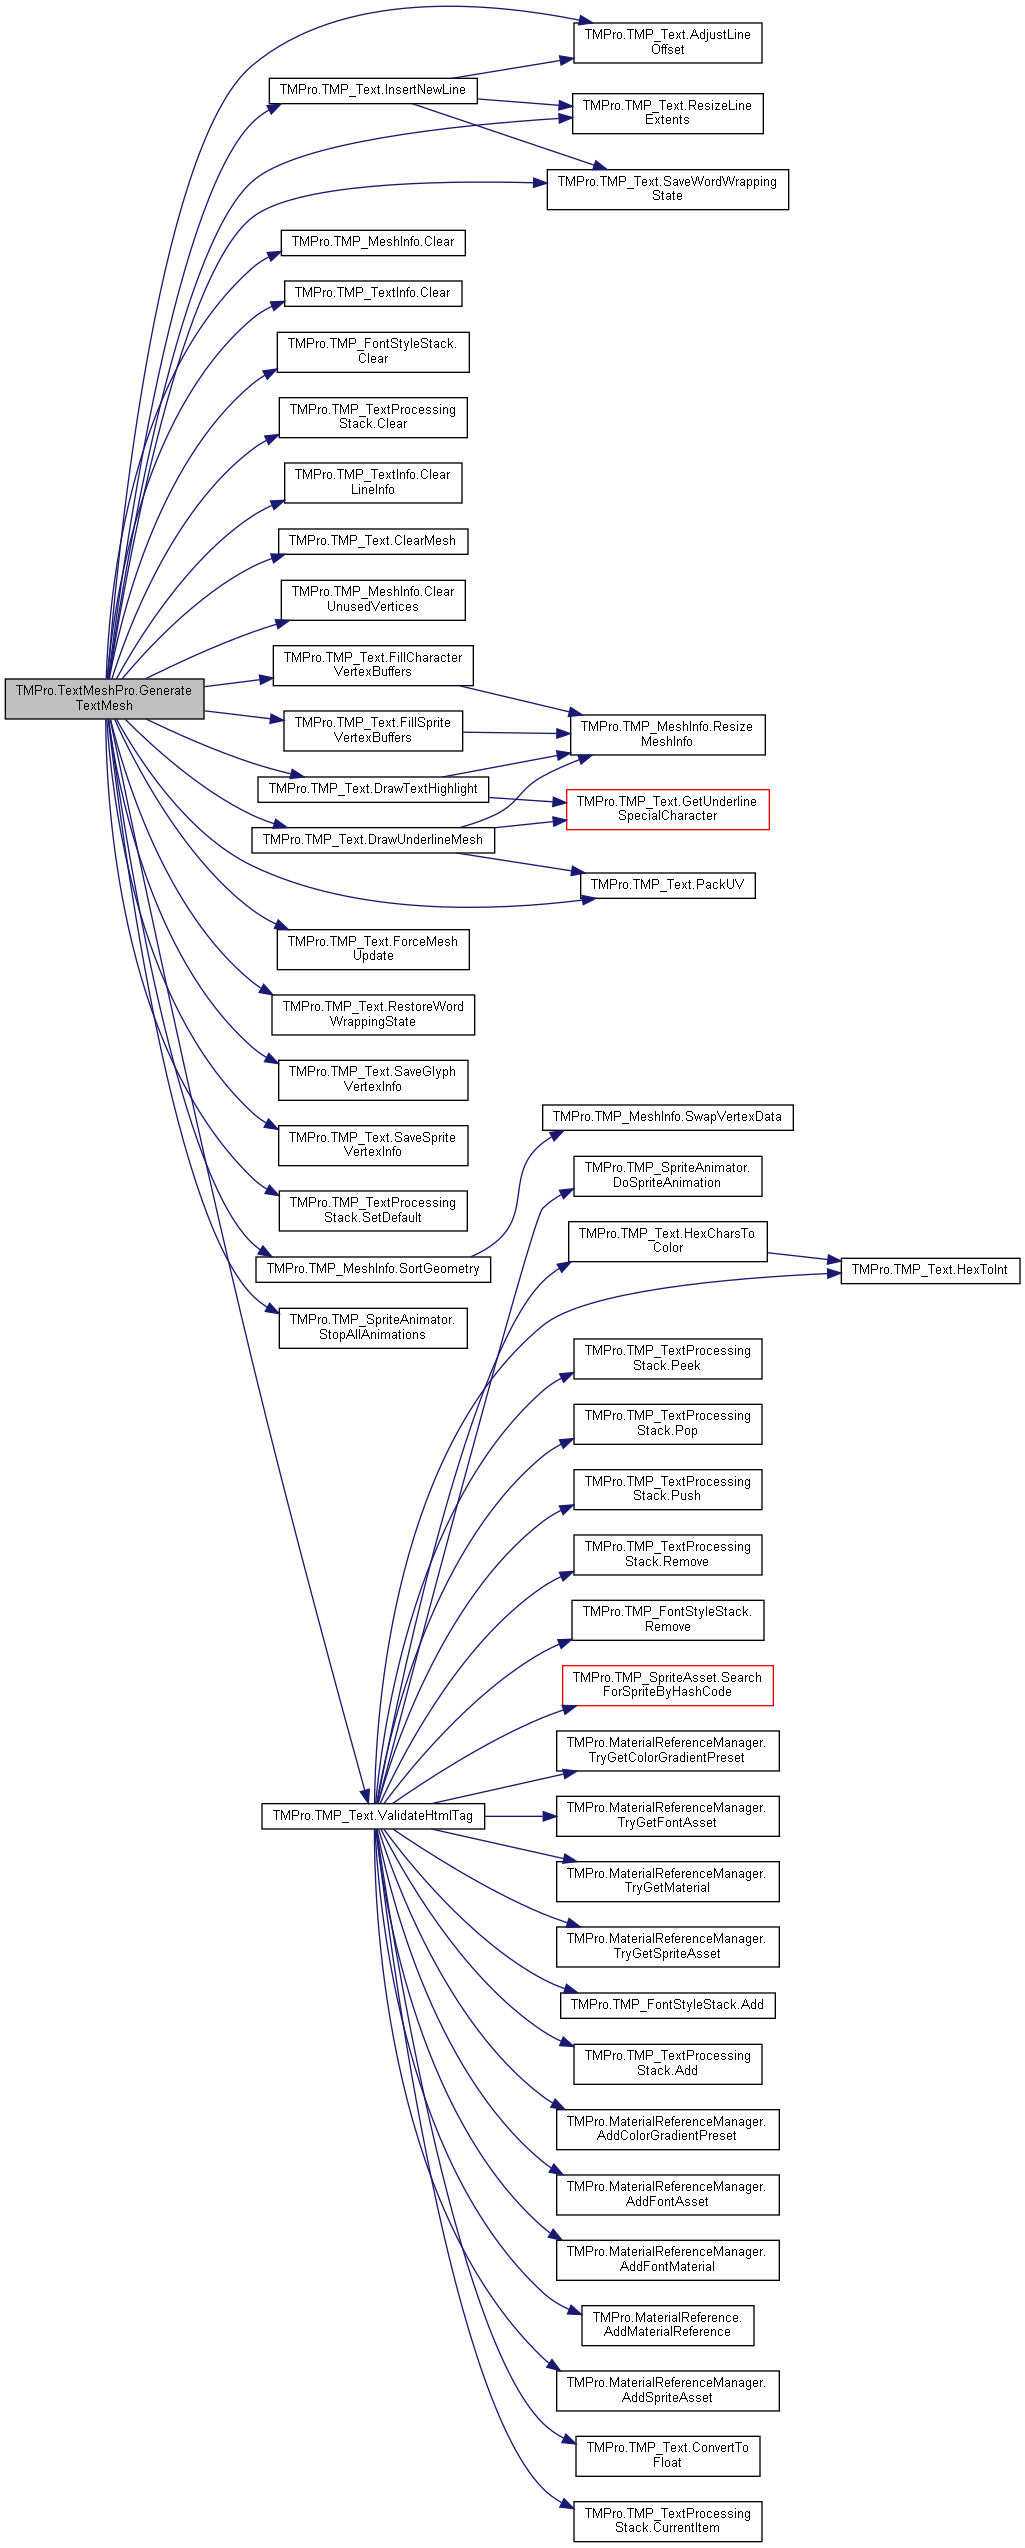 TMPro.TMP_Text.AdjustLine
Offset
TMPro.TMP_Text.InsertNewLine
TMPro.TMP_Text.ResizeLine
Extents
TMPro.TMP_Text.SaveWordWrapping
State
TMPro.TMP_MeshInfo.Clear
TMPro.TMP_TextInfo.Clear
TMPro.TMP_FontStyleStack.
Clear
TMPro.TMP_TextProcessing
Stack.Clear
TMPro.TMP_TextInfo.Clear
LineInfo
TMPro.TMP_Text.ClearMesh
TMPro.TMP_MeshInfo.Clear
UnusedVertices
TMPro.TMP_Text.FillCharacter
VertexBuffers
TMPro.TextMeshPro.Generate
TextMesh
TMPro.TMP_Text.FillSprite
VertexBuffers
TMPro.TMP_MeshInfo.Resize
MeshInfo
TMPro.TMP_Text.DrawTextHighlight
TMPro.TMP_Text.GetUnderline
SpecialCharacter
TMPro.TMP_Text.DrawUnderlineMesh
TMPro.TMP_Text.PackUV
TMPro.TMP_Text.ForceMesh
Update
TMPro.TMP_Text.RestoreWord
WrappingState
TMPro.TMP_Text.SaveGlyph
VertexInfo
TMPro.TMP_MeshInfo.SwapVertexData
TMPro.TMP_Text.SaveSprite
VertexInfo
TMPro.TMP_SpriteAnimator.
DoSpriteAnimation
TMPro.TMP_TextProcessing
Stack.SetDefault
TMPro.TMP_Text.HexCharsTo
Color
TMPro.TMP_MeshInfo.SortGeometry
TMPro.TMP_Text.HexToInt
TMPro.TMP_SpriteAnimator.
StopAllAnimations
TMPro.TMP_TextProcessing
Stack.Peek
TMPro.TMP_TextProcessing
Stack.Pop
TMPro.TMP_TextProcessing
Stack.Push
TMPro.TMP_TextProcessing
Stack.Remove
TMPro.TMP_FontStyleStack.
Remove
TMPro.TMP_SpriteAsset.Search
ForSpriteByHashCode
TMPro.MaterialReferenceManager.
TryGetColorGradientPreset
TMPro.TMP_Text.ValidateHtmlTag
TMPro.MaterialReferenceManager.
TryGetFontAsset
TMPro.MaterialReferenceManager.
TryGetMaterial
TMPro.MaterialReferenceManager.
TryGetSpriteAsset
TMPro.TMP_FontStyleStack.Add
TMPro.TMP_TextProcessing
Stack.Add
TMPro.MaterialReferenceManager.
AddColorGradientPreset
TMPro.MaterialReferenceManager.
AddFontAsset
TMPro.MaterialReferenceManager.
AddFontMaterial
TMPro.MaterialReference.
AddMaterialReference
TMPro.MaterialReferenceManager.
AddSpriteAsset
TMPro.TMP_Text.ConvertTo
Float
TMPro.TMP_TextProcessing
Stack.CurrentItem